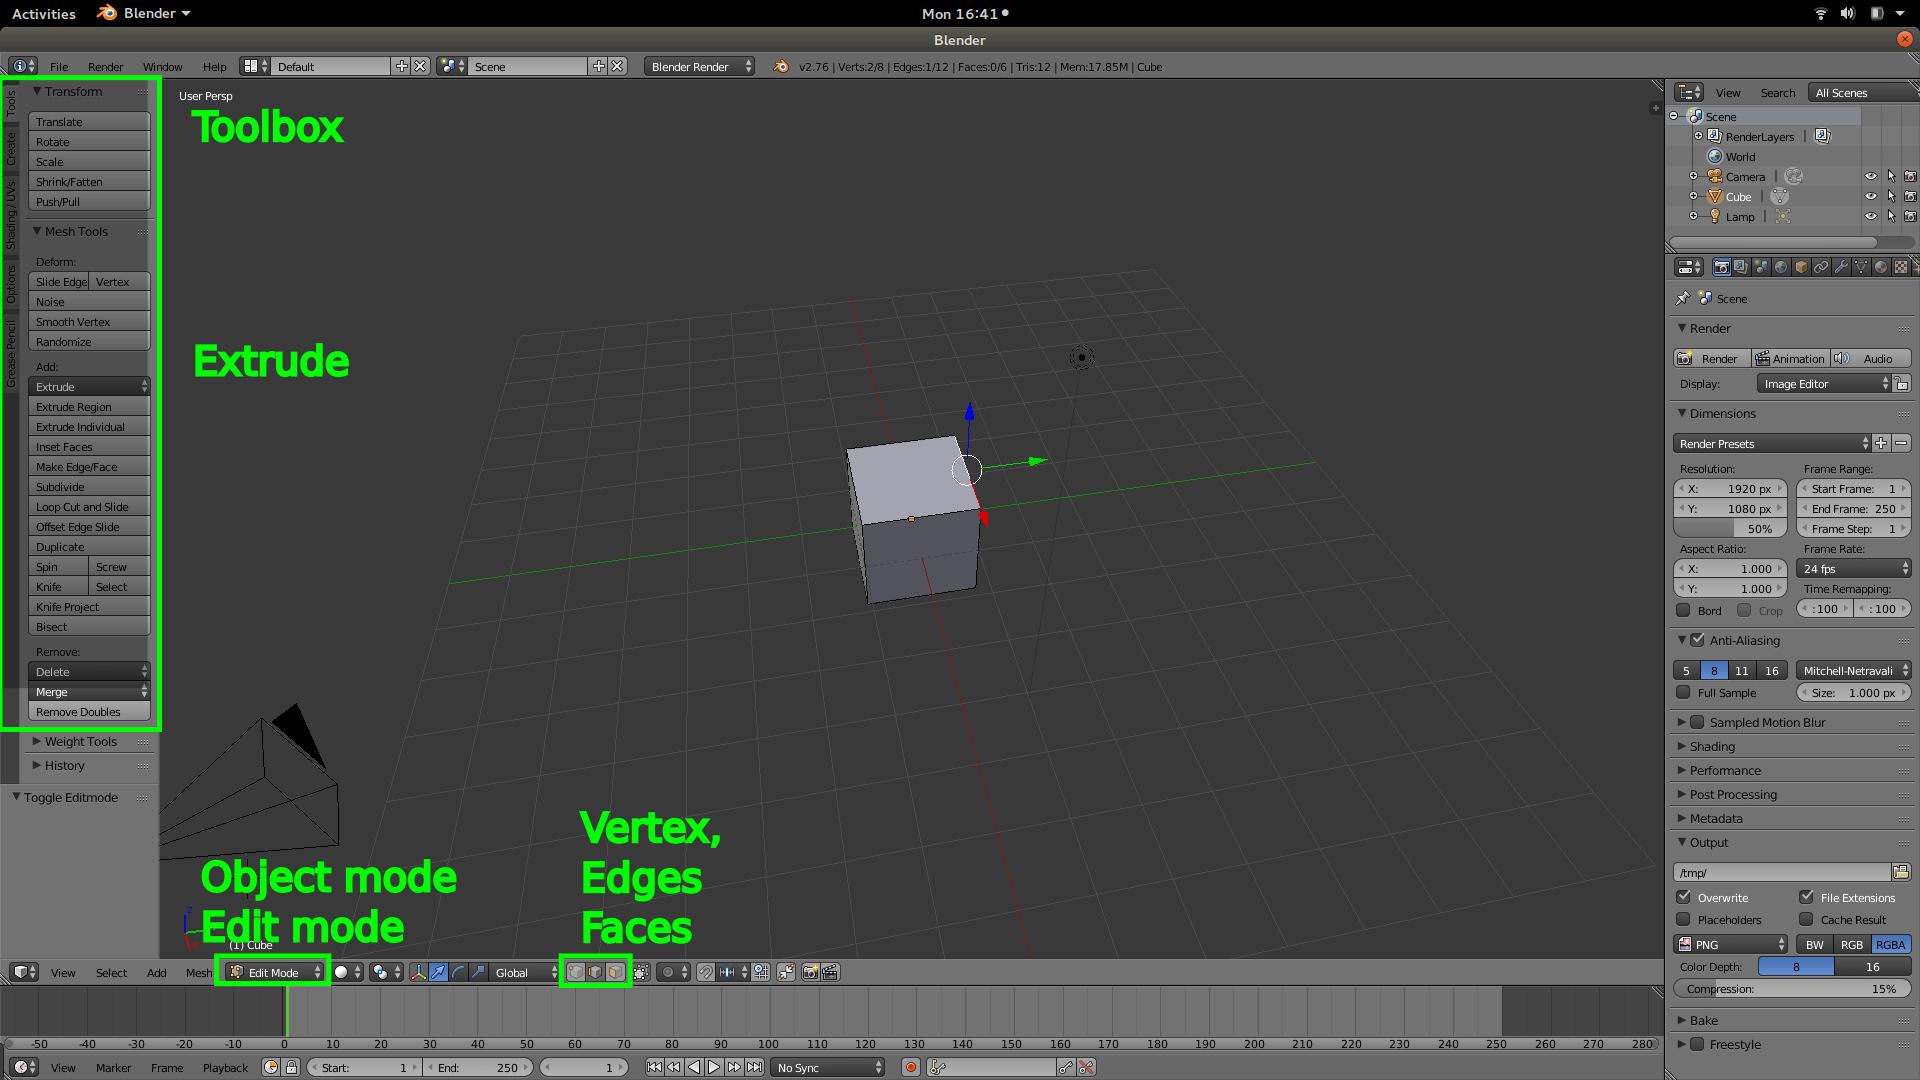 Activities Blender Mon 16:41
Blender
File Render Window Help Default Scene Blender Render v2.76 | Verts:2/8 | Edges:1/12 | Faces:0/6 | Tris:12 | Mem:17.85M | Cube
Tools
Create
Shading / UVs
Options
Grease Pencil
Transform
Translate
Rotate
Scale
Shrink/Fatten
Push/Pull
Mesh Tools
Deform:
Slide Edge Vertex
Noise
Smooth Vertex
Randomize
Add:
Extrude
Extrude Region
Extrude Individual
Inset Faces
Make Edge/Face
Subdivide
Loop Cut and Slide
Offset Edge Slide
Duplicate
Spin Screw
Knife Select
Knife Project
Bisect
Remove:
Delete
Merge
Remove Doubles
Weight Tools
History
Toggle Editmode
User Persp
Toolbox
Extrude
Object mode
Edit mode
(1) Cube
Vertex,
Edges
Faces
View Select Add Mesh Edit Mode Global
-50 -40 -30 -20 -10 0 10 20 30 40 50 60 70 80 90 100 110 120 130 140 150 160 170 180 190 200 210 220 230 240 250 260 270 280
View Marker Frame Playback Start: 1 End: 250 1 No Sync
View Search All Scenes
Scene
RenderLayers |
World
Camera |
Cube |
Lamp |
Scene
Render
Render Animation Audio
Display: Image Editor
Dimensions
Render Presets
Resolution: Frame Range:
X: 1920 px Start Frame: 1
Y: 1080 px End Frame: 250
50% Frame Step: 1
Aspect Ratio: Frame Rate:
X: 1.000 24 fps
Y: 1.000 Time Remapping:
Bord Crop :100 :100
Anti-Aliasing
5 8 11 16 Mitchell-Netravali
Full Sample Size: 1.000 px
Sampled Motion Blur
Shading
Performance
Post Processing
Metadata
Output
/tmp/
Overwrite File Extensions
Placeholders Cache Result
PNG BW RGB RGBA
Color Depth: 8 16
Compression: 15%
Bake
Freestyle